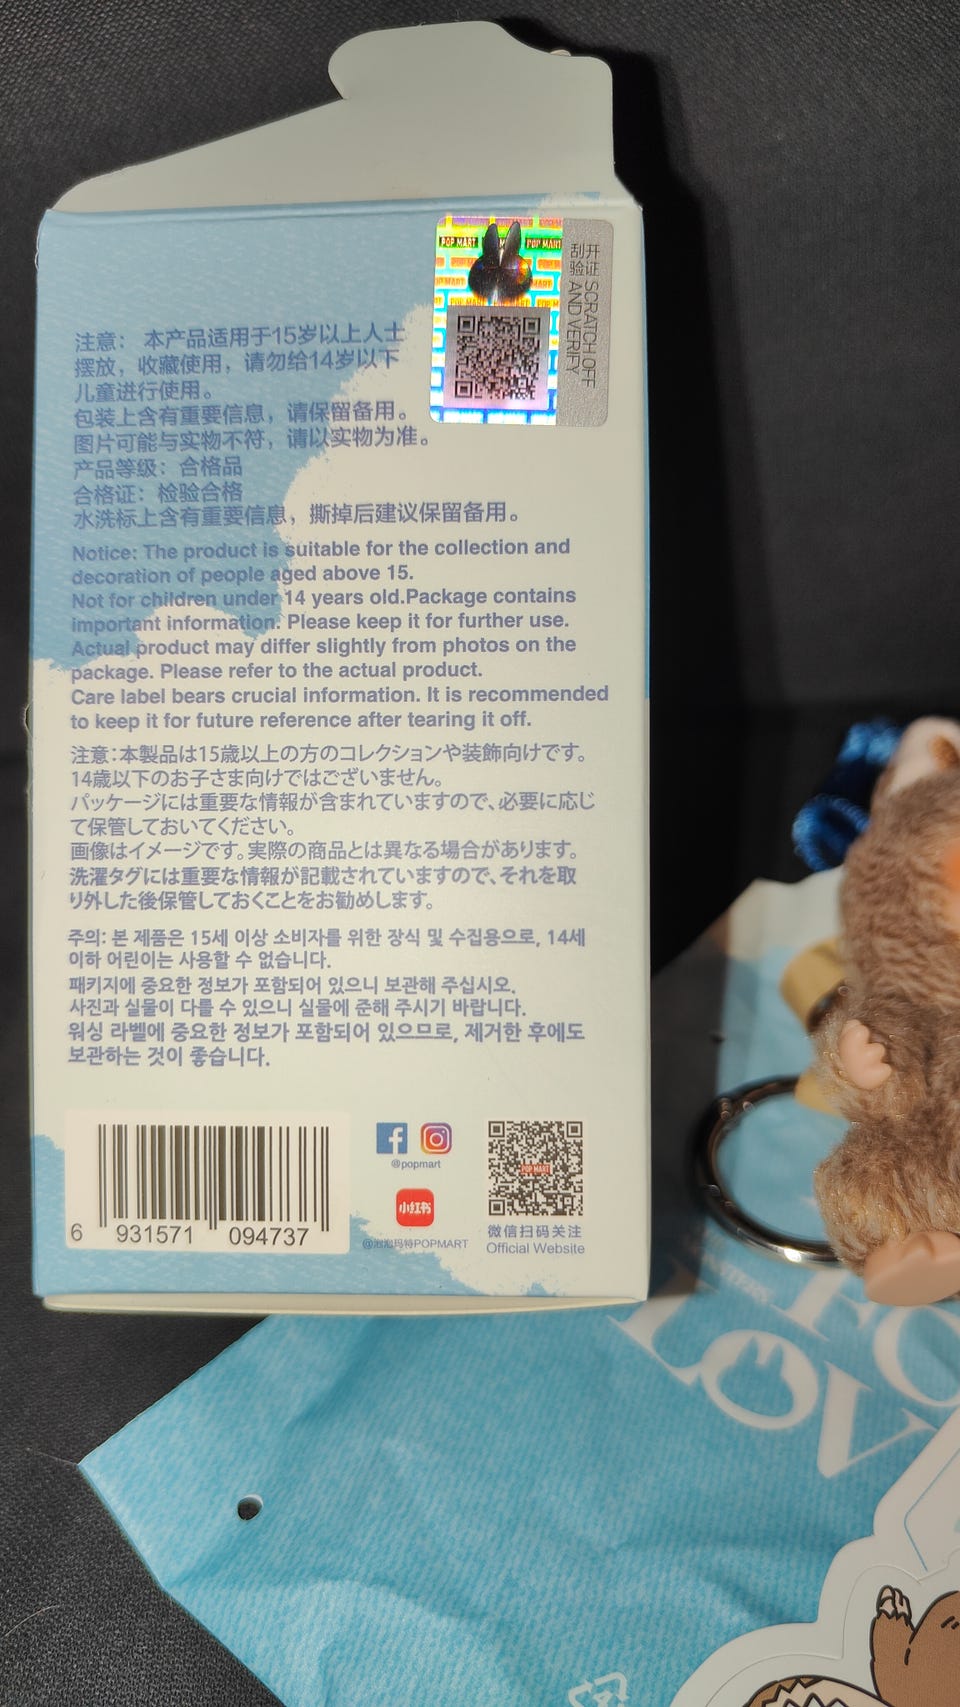 POP MART
POP MART
POP MART
刮开
验证
SCRATCH OFF
AND VERIFY
注意： 本产品适用于15岁以上人士
摆放，收藏使用，请勿给14岁以下
儿童进行使用。
包装上含有重要信息，请保留备用。
图片可能与实物不符，请以实物为准。
产品等级：合格品
合格证：检验合格
水洗标上含有重要信息，撕掉后建议保留备用。
Notice: The product is suitable for the collection and
decoration of people aged above 15.
Not for children under 14 years old.Package contains
important information. Please keep it for further use.
Actual product may differ slightly from photos on the
package. Please refer to the actual product.
Care label bears crucial information. It is recommended
to keep it for future reference after tearing it off.
注意：本製品は15歳以上の方のコレクションや装飾向けです。
14歳以下のお子さま向けではございません。
パッケージには重要な情報が含まれていますので、必要に応じ
て保管しておいてください。
画像はイメージです。実際の商品とは異なる場合があります。
洗濯タグには重要な情報が記載されていますので、それを取
り外した後保管しておくことをお勧めします。
주의: 본 제품은 15세 이상 소비자를 위한 장식 및 수집용으로, 14세
이하 어린이는 사용할 수 없습니다.
패키지에 중요한 정보가 포함되어 있으니 보관해 주십시오.
사진과 실물이 다를 수 있으니 실물에 준해 주시기 바랍니다.
워싱 라벨에 중요한 정보가 포함되어 있으므로, 제거한 후에도
보관하는 것이 좋습니다.
6 931571 094737
@popmart
小红书
@泡泡玛特POPMART
POP MART
微信扫码关注
Official Website
FO
LOV